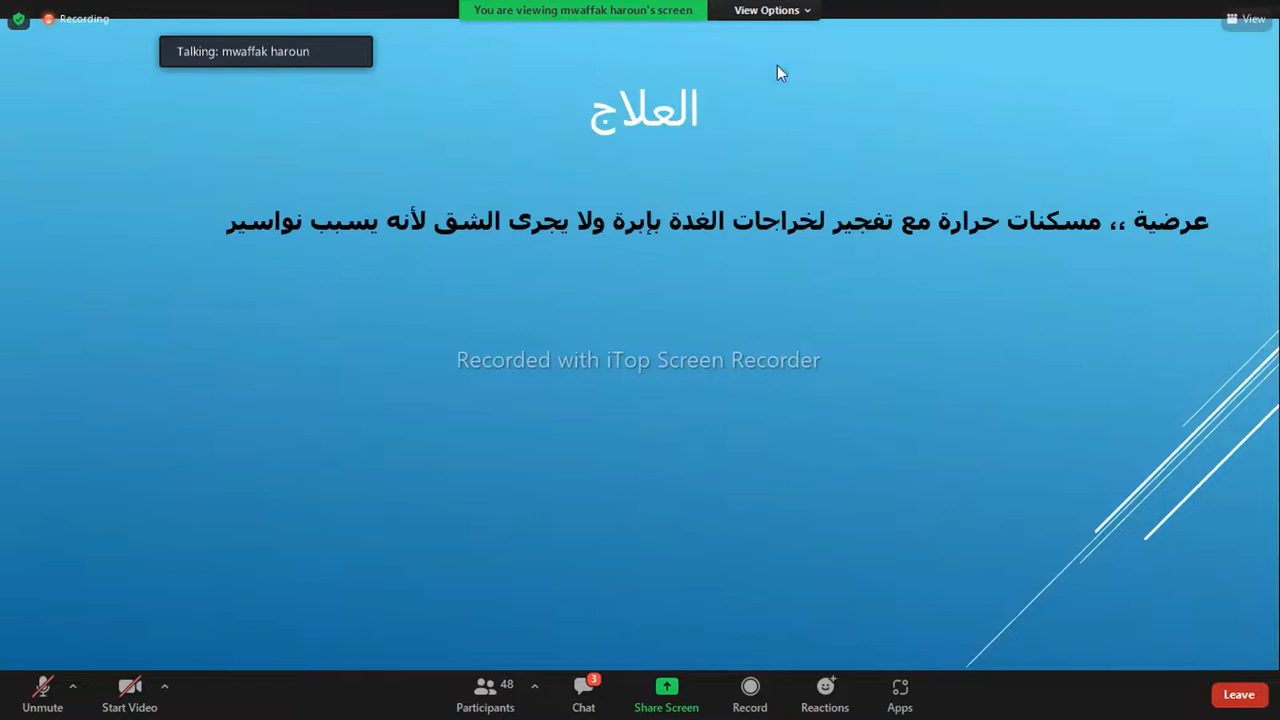 Recording
You are viewing mwaffak haroun's screen
View Options
View
Talking: mwaffak haroun
العلاج
عرضية ،، مسكنات حرارة مع تفجير لخراجات الغدة بإبرة ولا يجرى الشق لأنه يسبب نواسير
Recorded with iTop Screen Recorder
Unmute
Start Video
48
Participants
3
Chat
Share Screen
Record
Reactions
Apps
Leave